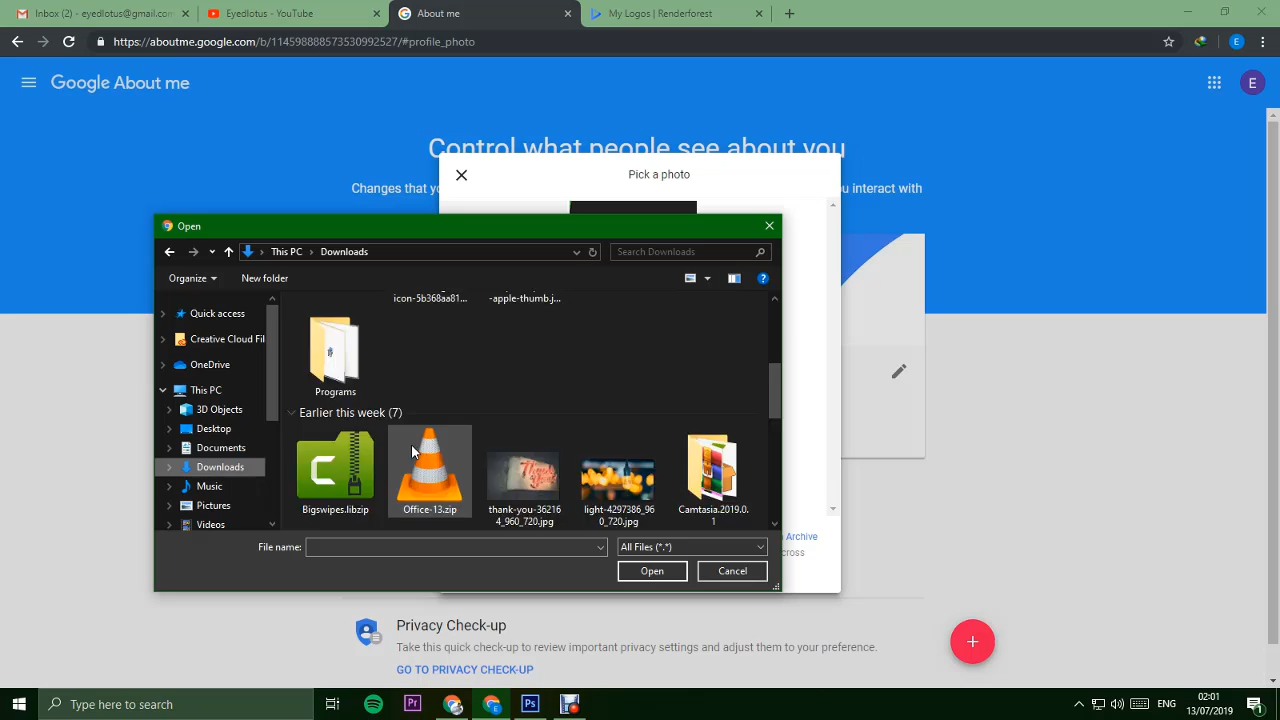 Inbox (2) - eyedlotus@gmail.com
Eyedlotus - YouTube
About me
My Logos | Renderforest
https://aboutme.google.com/b/114598888573530992527/#profile_photo
E
Google About me
E
Control what people see about you
Changes that yo
u interact with
Pick a photo
Open
This PC > Downloads
Search Downloads
Organize
New folder
icon-5b368aa81...
-apple-thumb.j...
Quick access
Creative Cloud Fil
OneDrive
This PC
3D Objects
Desktop
Documents
Downloads
Music
Pictures
Videos
Programs
Earlier this week (7)
Bigswipes.libzip
Office-13.zip
thank-you-36216
4_960_720.jpg
light-4297386_96
0_720.jpg
Camtasia.2019.0.
1
File name:
All Files (*.*)
Open
Cancel
Archive
cross
Privacy Check-up
Take this quick check-up to review important privacy settings and adjust them to your preference.
GO TO PRIVACY CHECK-UP
Type here to search
Pr
Ps
ENG
02:01
13/07/2019